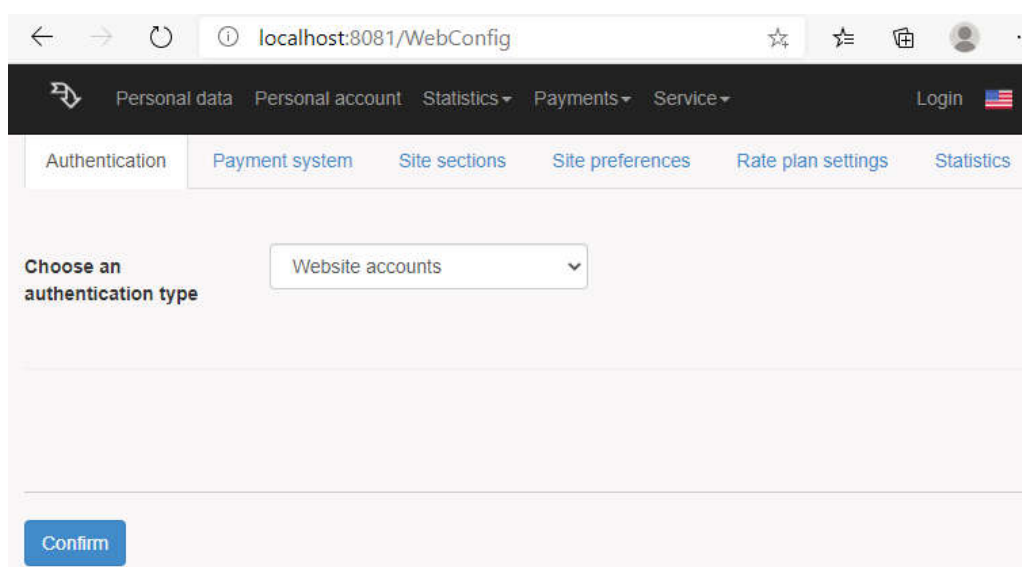 localhost:8081/WebConfig
Personal data Personal account Statistics Payments Service Login
Authentication Payment system Site sections Site preferences Rate plan settings Statistics
Choose an Website accounts
authentication type
Confirm